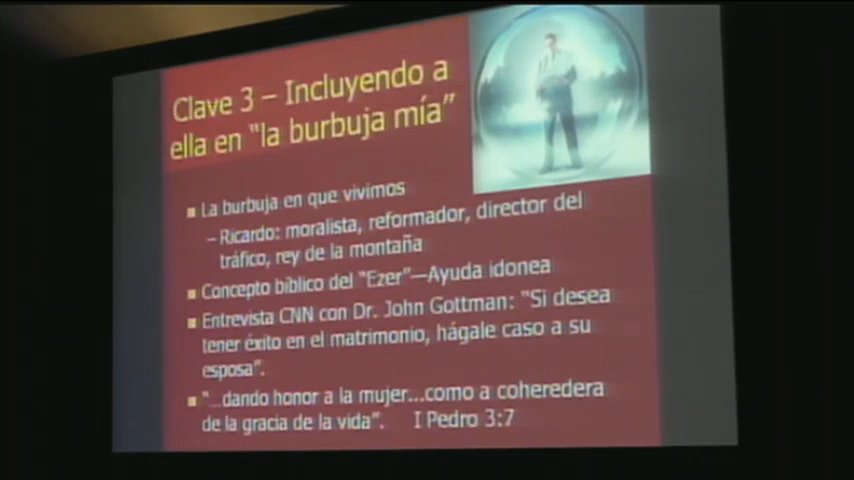 Clave 3 – Incluyendo a
ella en "la burbuja mía"
La burbuja en que vivimos
– Ricardo: moralista, reformador, director del
tráfico, rey de la montaña
Concepto bíblico del "Ezer"—Ayuda idonea
Entrevista CNN con Dr. John Gottman: "Si desea
tener éxito en el matrimonio, hágale caso a su
esposa".
"...dando honor a la mujer...como a coheredera
de la gracia de la vida". I Pedro 3:7